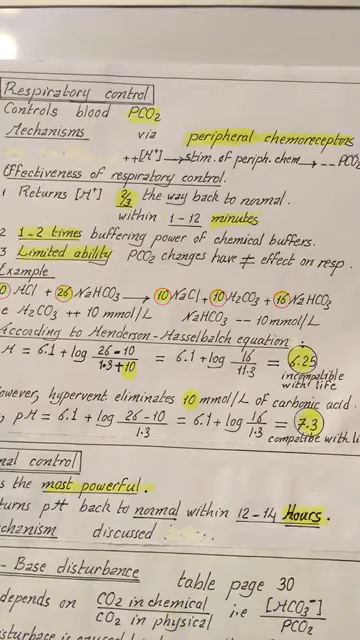 Respiratory control
Controls blood PCO2
Mechanisms via peripheral chemoreceptors
++[H+] → stim. of periph. chem → -- PCO2
Effectiveness of respiratory control.
1 Returns [H+] 2/3 the way back to normal.
within 1-12 minutes
2 1-2 times buffering power of chemical buffers.
3 Limited ability PCO2 changes have ≠ effect on resp.
Example
10 HCl + 26 NaHCO3 → 10 NaCl + 10 H2CO3 + 16 NaHCO3
H2CO3 ++ 10 mmol/L NaHCO3 -- 10 mmol/L
According to Henderson-Hasselbalch equation :
H = 6.1 + log 26-10 / 1.3+10 = 6.1 + log 16 / 11.3 = 6.25
incompatible with life
owever, hypervent eliminates 10 mmol/L of carbonic acid.
pH = 6.1 + log 26-10 / 1.3 = 6.1 + log 16 / 1.3 = 7.3
compatible with li
nal control
s the most powerful.
turns pH back to normal within 12-14 Hours.
chanism discussed
- Base disturbance
table page 30
depends on CO2 in chemical / CO2 in physical i.e [HCO3-] / PCO2